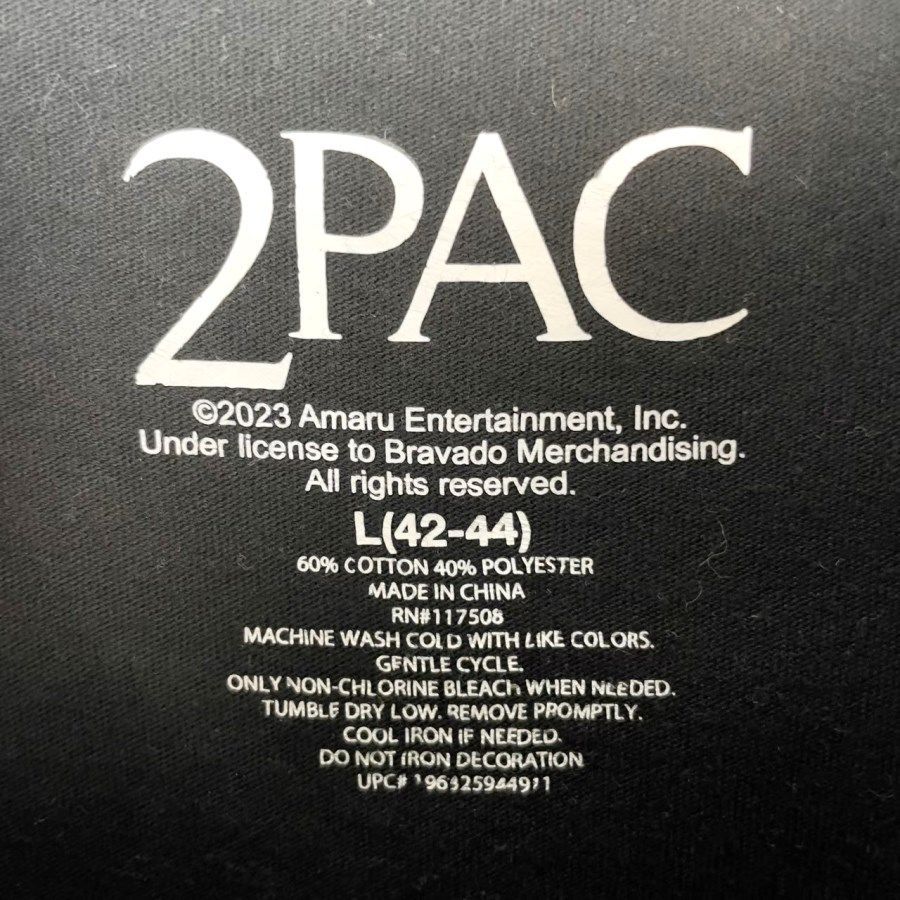 2PAC
©2023 Amaru Entertainment, Inc.
Under license to Bravado Merchandising.
All rights reserved.
L(42-44)
60% COTTON 40% POLYESTER
MADE IN CHINA
RN#117508
MACHINE WASH COLD WITH LIKE COLORS.
GENTLE CYCLE.
ONLY NON-CHLORINE BLEACH WHEN NEEDED.
TUMBLE DRY LOW. REMOVE PROMPTLY.
COOL IRON IF NEEDED.
DO NOT IRON DECORATION
UPC#